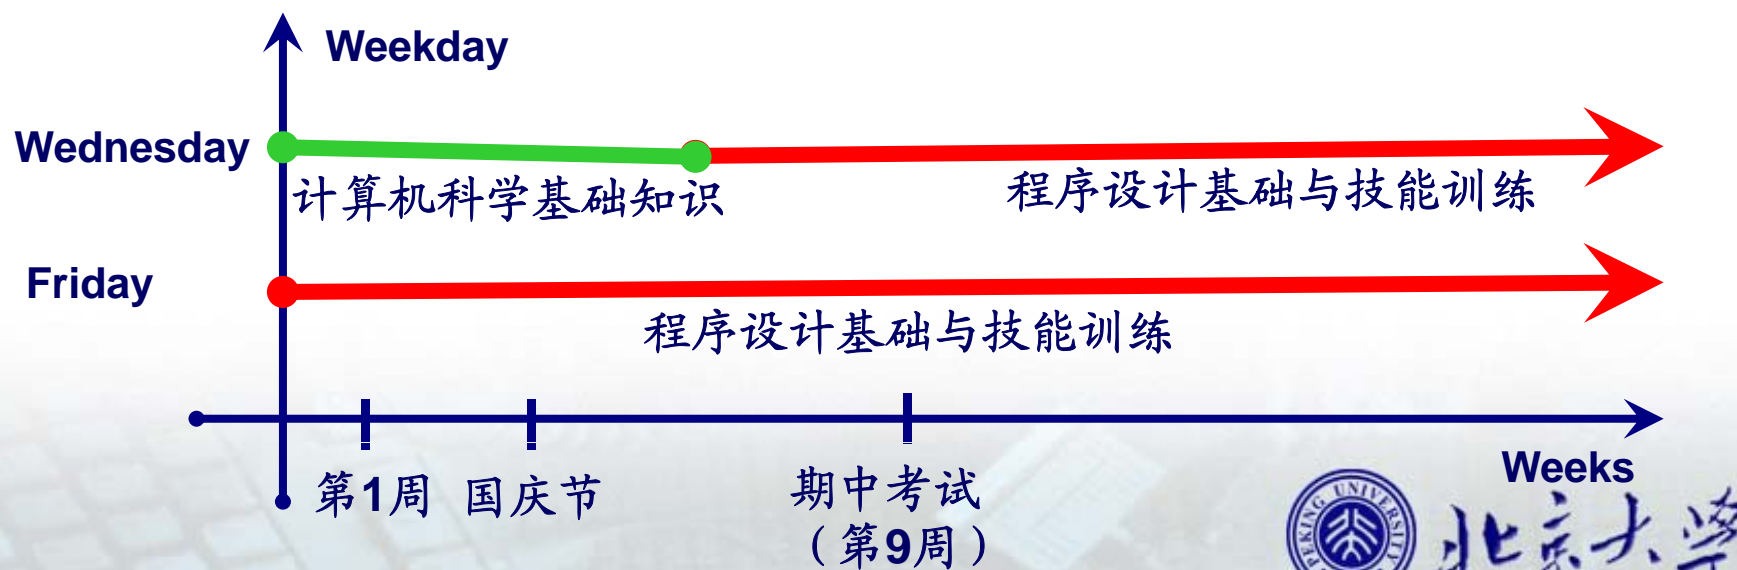 Weekday
Wednesday
计算机科学基础知识
程序设计基础与技能训练
Friday
程序设计基础与技能训练
第1周
国庆节
期中考试
（第9周）
Weeks
PEKING UNIVERSITY
北京大学